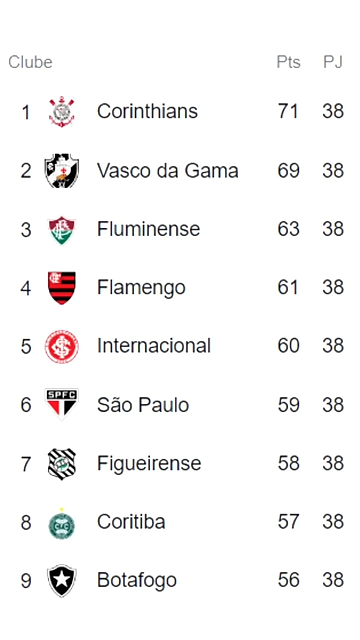 Clube Pts PJ
1 Corinthians 71 38
2 Vasco da Gama 69 38
3 Fluminense 63 38
4 Flamengo 61 38
5 Internacional 60 38
6 SPFC São Paulo 59 38
7 Figueirense 58 38
8 Coritiba 57 38
9 Botafogo 56 38